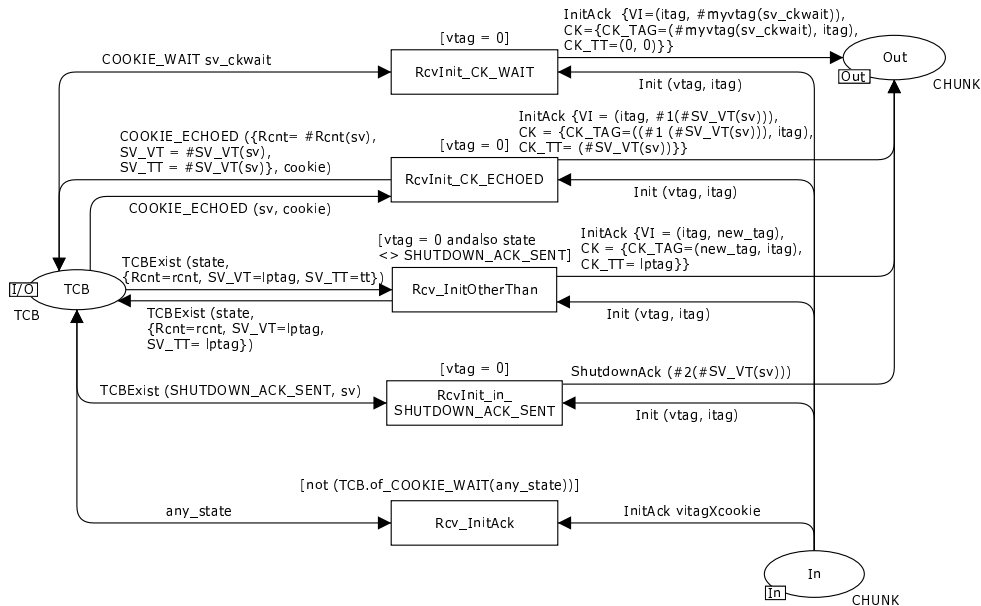 InitAck {VI=(itag, #myvtag(sv_ckwait)),
CK={CK_TAG=(#myvtag(sv_ckwait), itag),
CK_TT=(0, 0)}}
[vtag = 0]
COOKIE_WAIT sv_ckwait
RcvInit_CK_WAIT
Out
Out
CHUNK
Init (vtag, itag)
InitAck {VI = (itag, #1(#SV_VT(sv))),
CK = {CK_TAG=((#1 (#SV_VT(sv))), itag),
CK_TT= (#SV_VT(sv))}}
COOKIE_ECHOED ({Rcnt= #Rcnt(sv),
SV_VT = #SV_VT(sv),
SV_TT = #SV_VT(sv)}, cookie)
[vtag = 0]
RcvInit_CK_ECHOED
Init (vtag, itag)
COOKIE_ECHOED (sv, cookie)
InitAck {VI = (itag, new_tag),
CK = {CK_TAG=(new_tag, itag),
CK_TT= lptag}}
[vtag = 0 andalso state
<> SHUTDOWN_ACK_SENT]
TCBExist (state,
{Rcnt=rcnt, SV_VT=lptag, SV_TT=tt})
I/O
TCB
TCB
Rcv_InitOtherThan
Init (vtag, itag)
TCBExist (state,
{Rcnt=rcnt, SV_VT=lptag,
SV_TT= lptag})
[vtag = 0]
ShutdownAck (#2(#SV_VT(sv)))
TCBExist (SHUTDOWN_ACK_SENT, sv)
RcvInit_in_
SHUTDOWN_ACK_SENT
Init (vtag, itag)
[not (TCB.of_COOKIE_WAIT(any_state))]
any_state
Rcv_InitAck
InitAck vitagXcookie
In
In
CHUNK